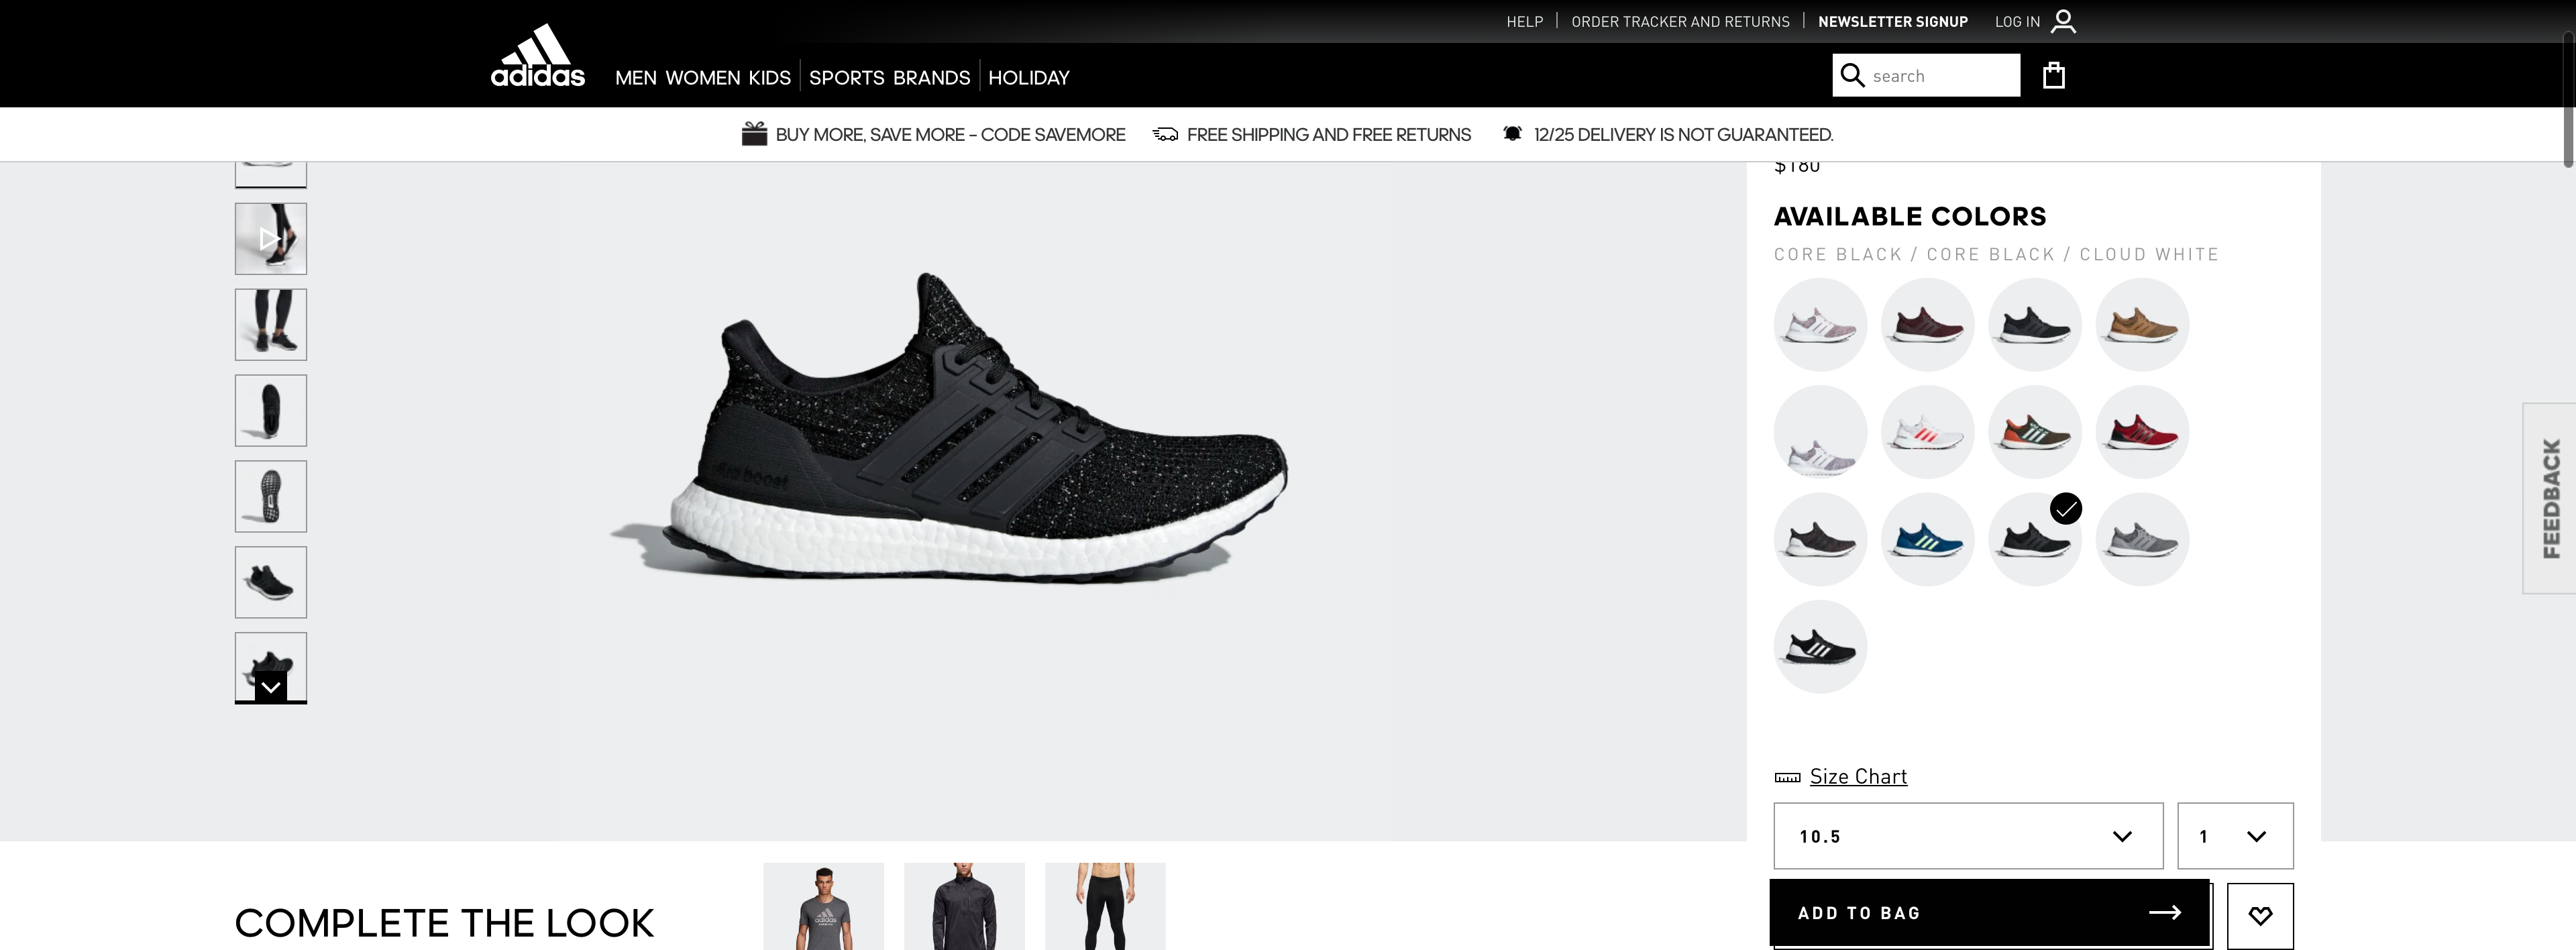 HELP
ORDER TRACKER AND RETURNS
NEWSLETTER SIGNUP
LOG IN
adidas
MEN WOMEN KIDS SPORTS BRANDS HOLIDAY
search
BUY MORE, SAVE MORE – CODE SAVEMORE
FREE SHIPPING AND FREE RETURNS
12/25 DELIVERY IS NOT GUARANTEED.
$180
AVAILABLE COLORS
CORE BLACK / CORE BLACK / CLOUD WHITE
FEEDBACK
Size Chart
10.5
1
ADD TO BAG
COMPLETE THE LOOK
adidas